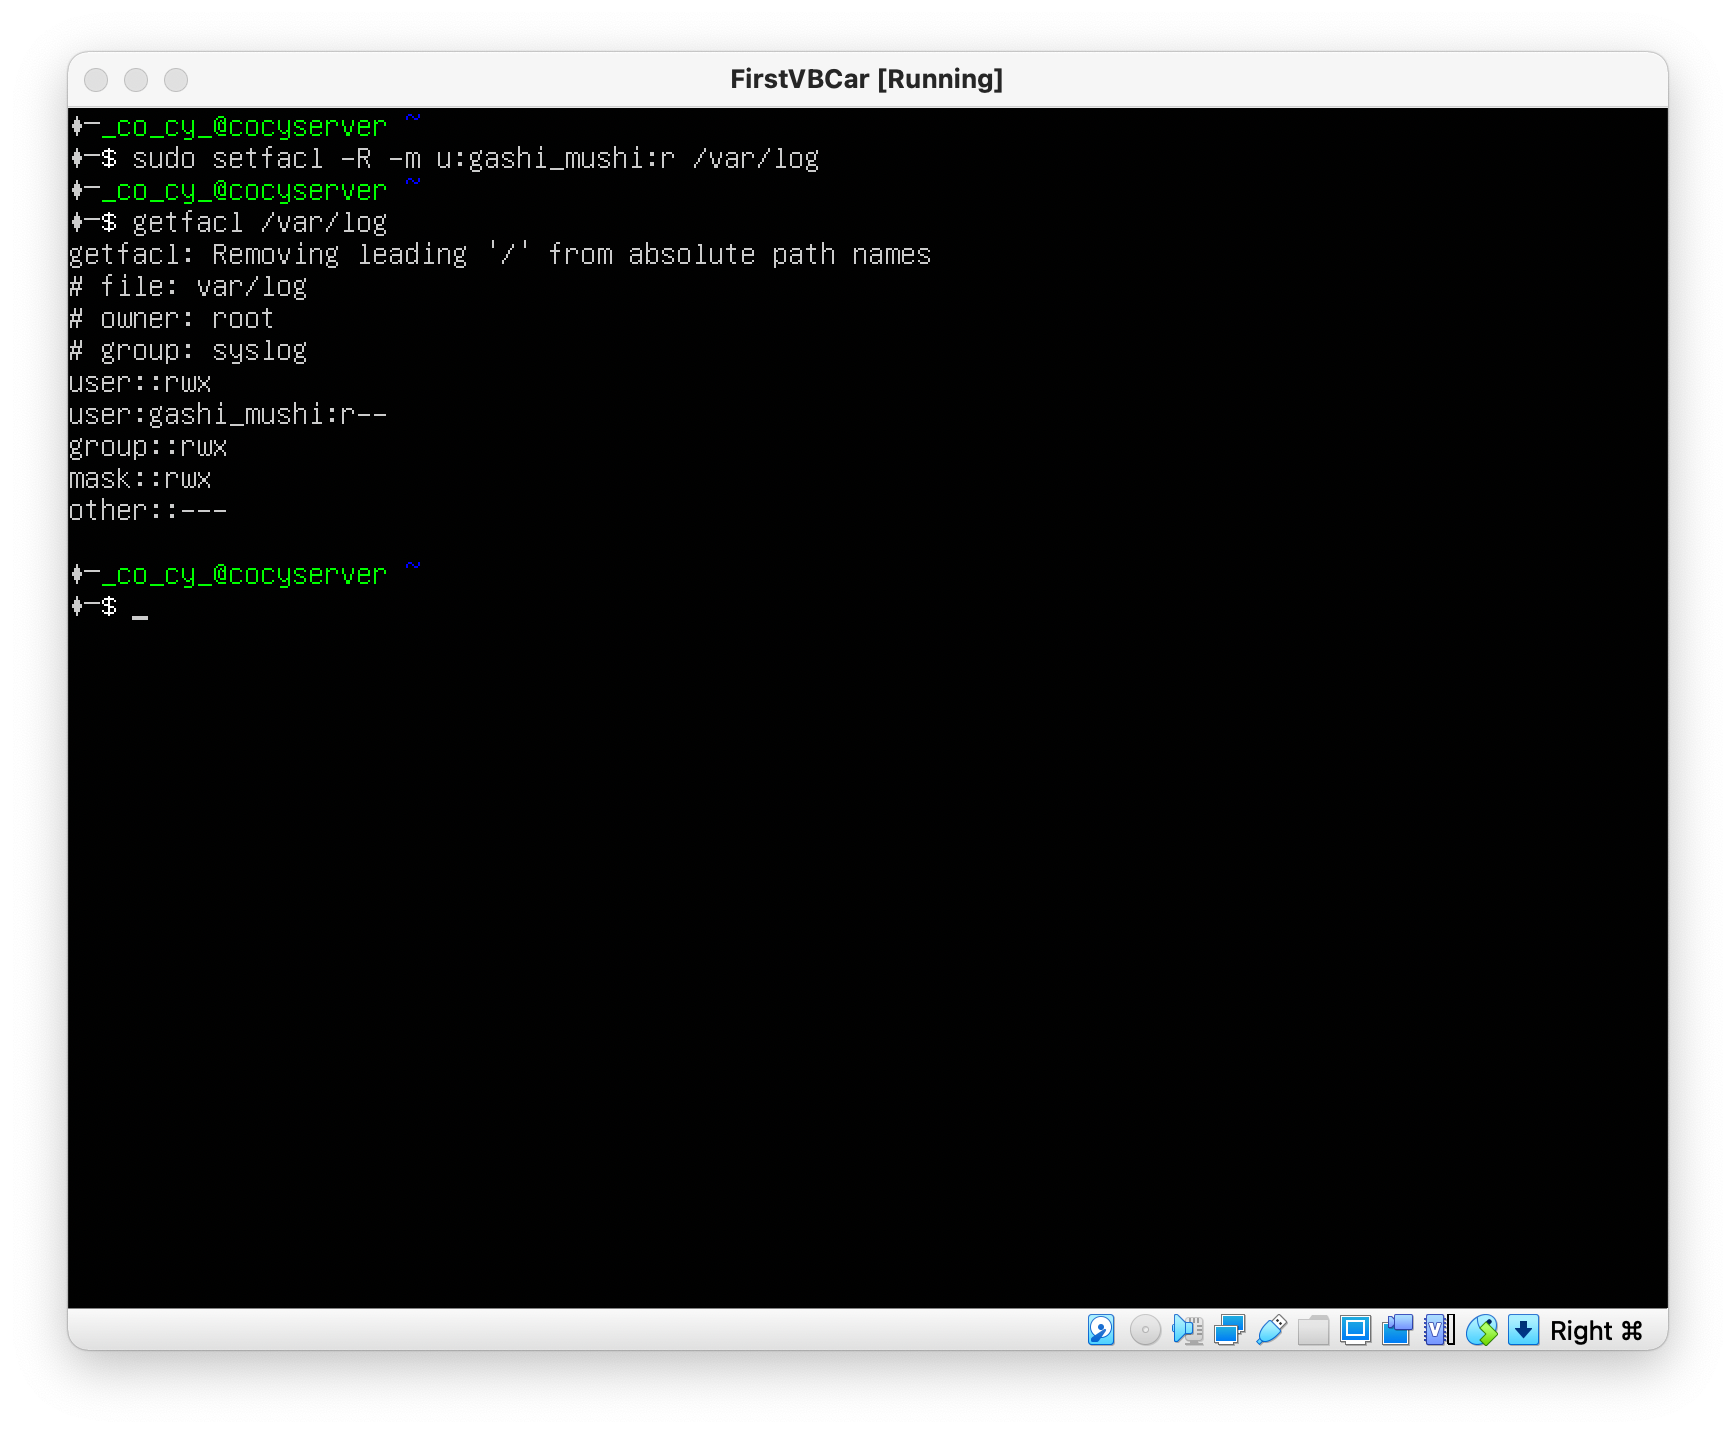 FirstVBCar [Running]
♦─_co_cy_@cocyserver ~
♦─$ sudo setfacl -R -m u:gashi_mushi:r /var/log
♦─_co_cy_@cocyserver ~
♦─$ getfacl /var/log
getfacl: Removing leading '/' from absolute path names
# file: var/log
# owner: root
# group: syslog
user::rwx
user:gashi_mushi:r--
group::rwx
mask::rwx
other::---
♦─_co_cy_@cocyserver ~
♦─$ _
Right ⌘